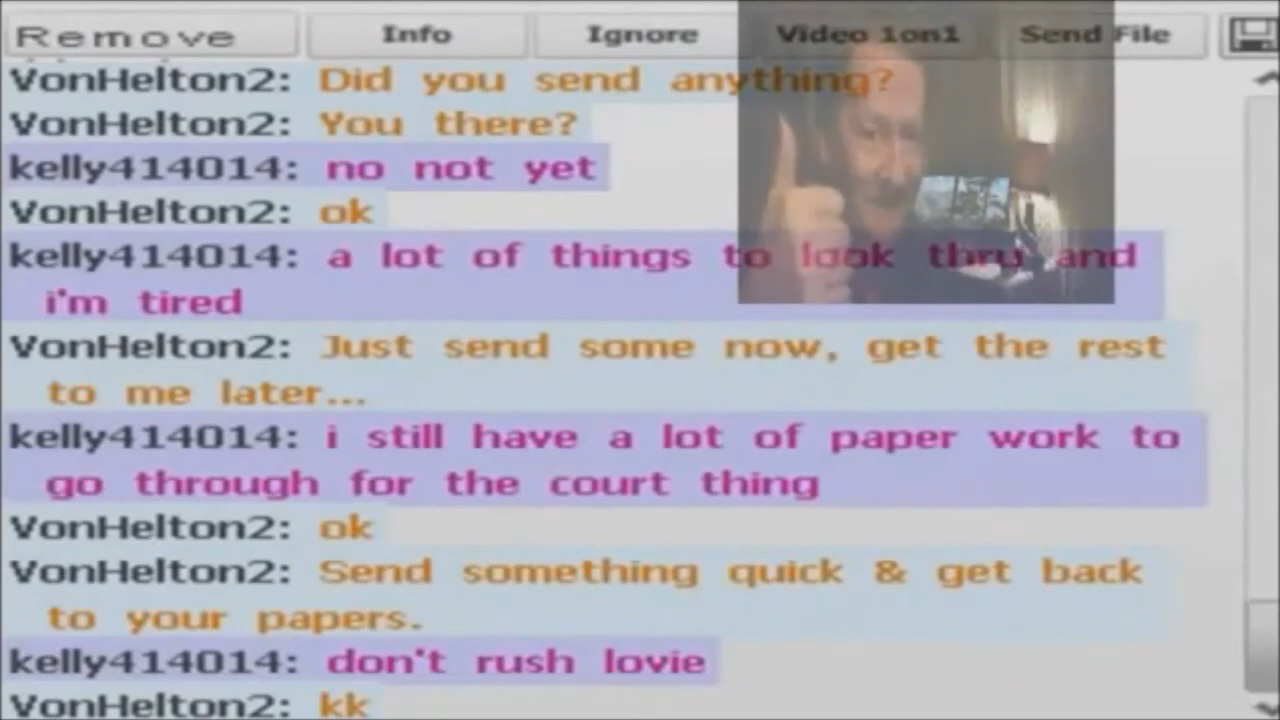 Remove Info Ignore Video 1on1 Send File
VonHelton2: Did you send anything?
VonHelton2: You there?
kelly414014: no not yet
VonHelton2: ok
kelly414014: a lot of things to look thru and
i'm tired
VonHelton2: Just send some now, get the rest
to me later...
kelly414014: i still have a lot of paper work to
go through for the court thing
VonHelton2: ok
VonHelton2: Send something quick & get back
to your papers.
kelly414014: don't rush lovie
VonHelton2: kk